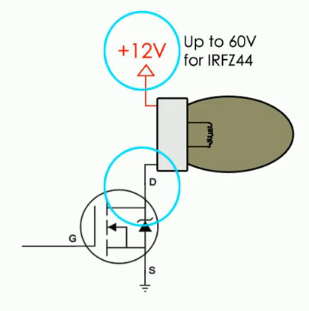 +12V
Up to 60V
for IRFZ44
D
G
S